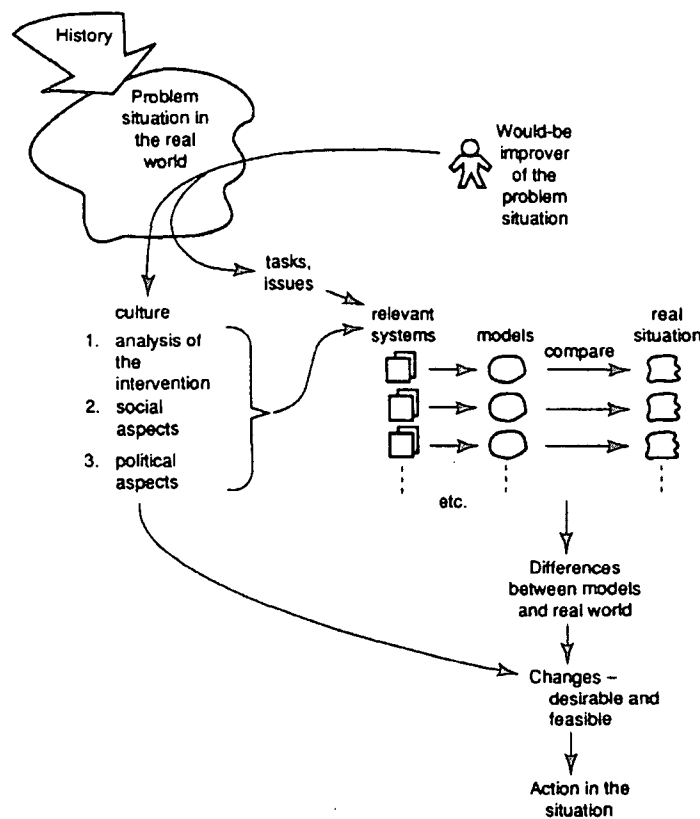 History
Problem
situation in
the real
world
Would-be
improver
of the
problem
situation
tasks,
issues
culture
1. analysis of
the
intervention
2. social
aspects
3. political
aspects
relevant
systems
models
compare
real
situation
etc.
Differences
between models
and real world
Changes –
desirable and
feasible
Action in the
situation